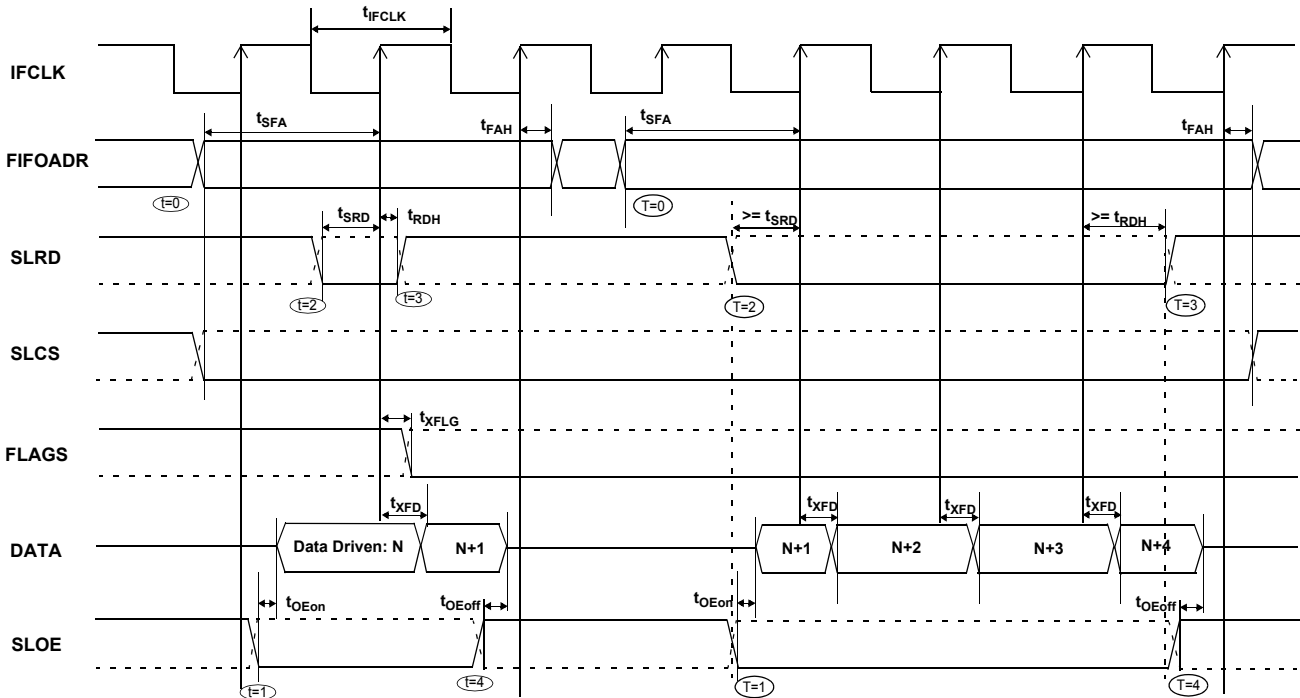 tIFCLK
IFCLK
tSFA
tFAH
tSFA
tFAH
FIFOADR
t=0
T=0
tSRD
tRDH
>= tSRD
>= tRDH
SLRD
t=2
t=3
T=2
T=3
SLCS
tXFLG
FLAGS
tXFD
tXFD
tXFD
tXFD
DATA
Data Driven: N
N+1
N+1
N+2
N+3
N+4
tOEon
tOEoff
tOEon
tOEoff
SLOE
t=1
t=4
T=1
T=4